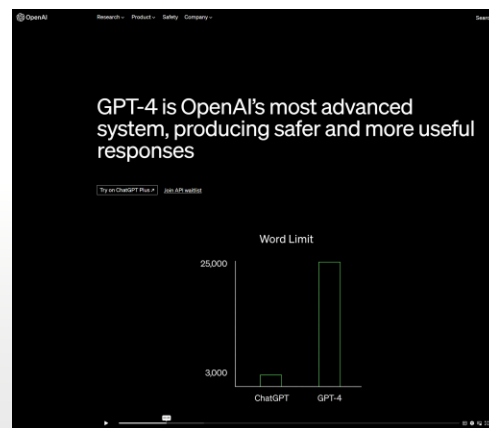 OpenAI
Research
Product
Safety
Company
Sear
GPT-4 is OpenAI's most advanced
system, producing safer and more useful
responses
Try on ChatGPT Plus
Join API waitlist
Word Limit
25,000
3,000
ChatGPT
GPT-4